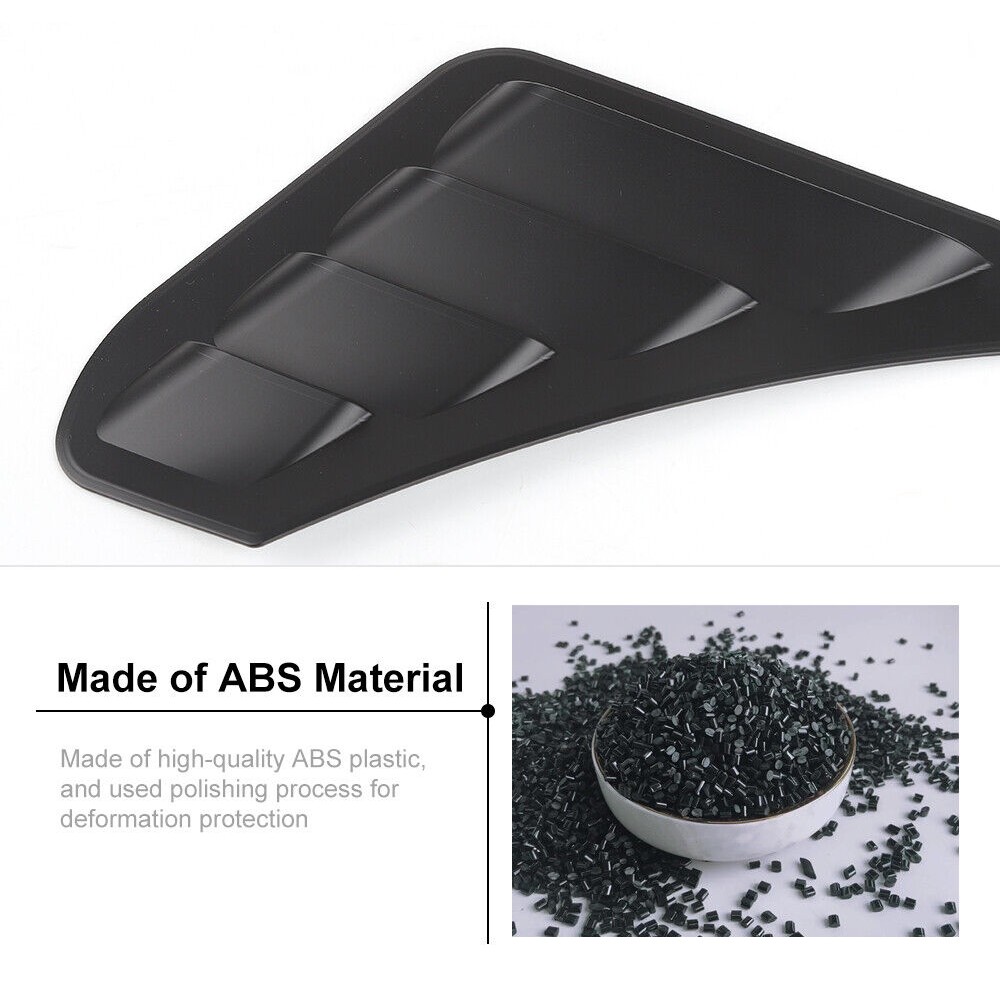 Made of ABS Material
Made of high-quality ABS plastic,
and used polishing process for
deformation protection